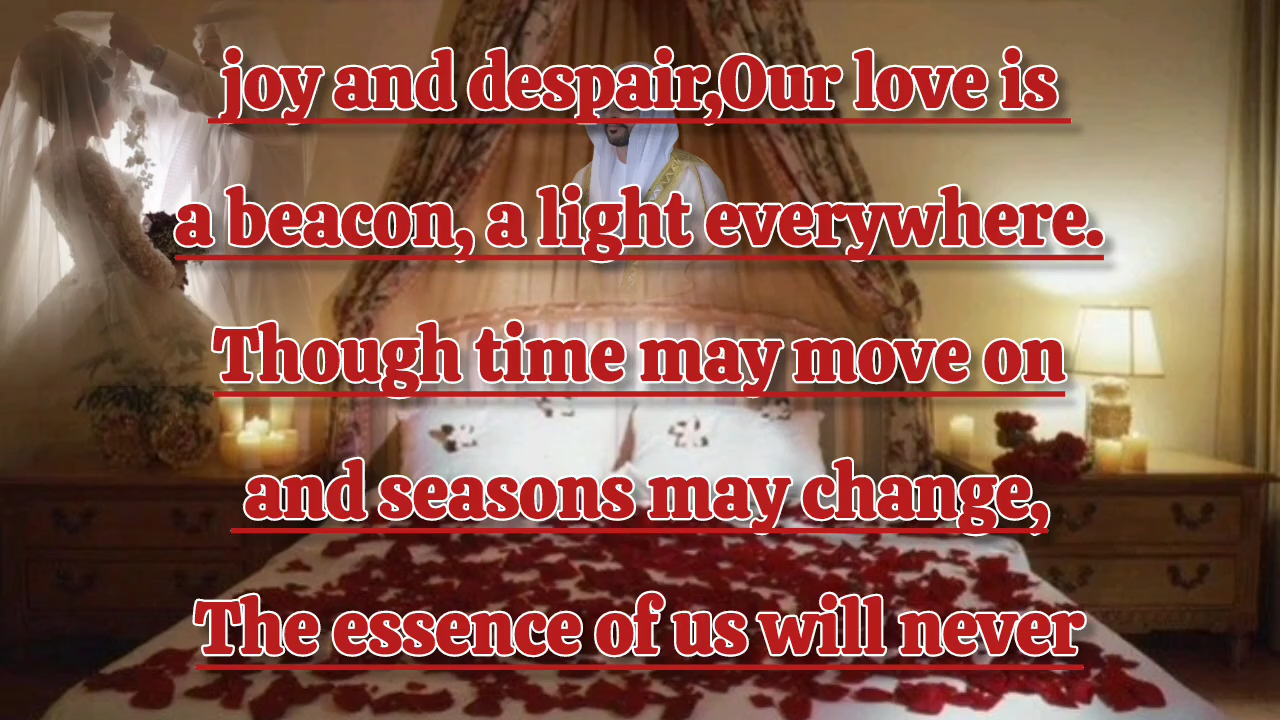 joy and despair,Our love is
a beacon, a light everywhere.
Though time may move on
and seasons may change,
The essence of us will never